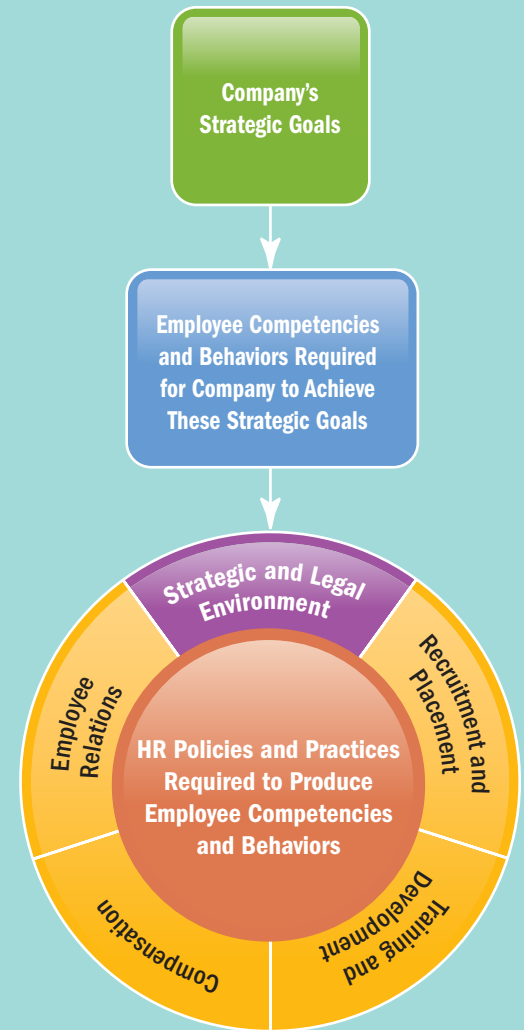 Company’s
Strategic Goals
Employee Competencies
and Behaviors Required
for Company to Achieve
These Strategic Goals
Strategic and Legal
Environment
Recruitment and
Placement
Training and
Development
Compensation
Employee
Relations
HR Policies and Practices
Required to Produce
Employee Competencies
and Behaviors